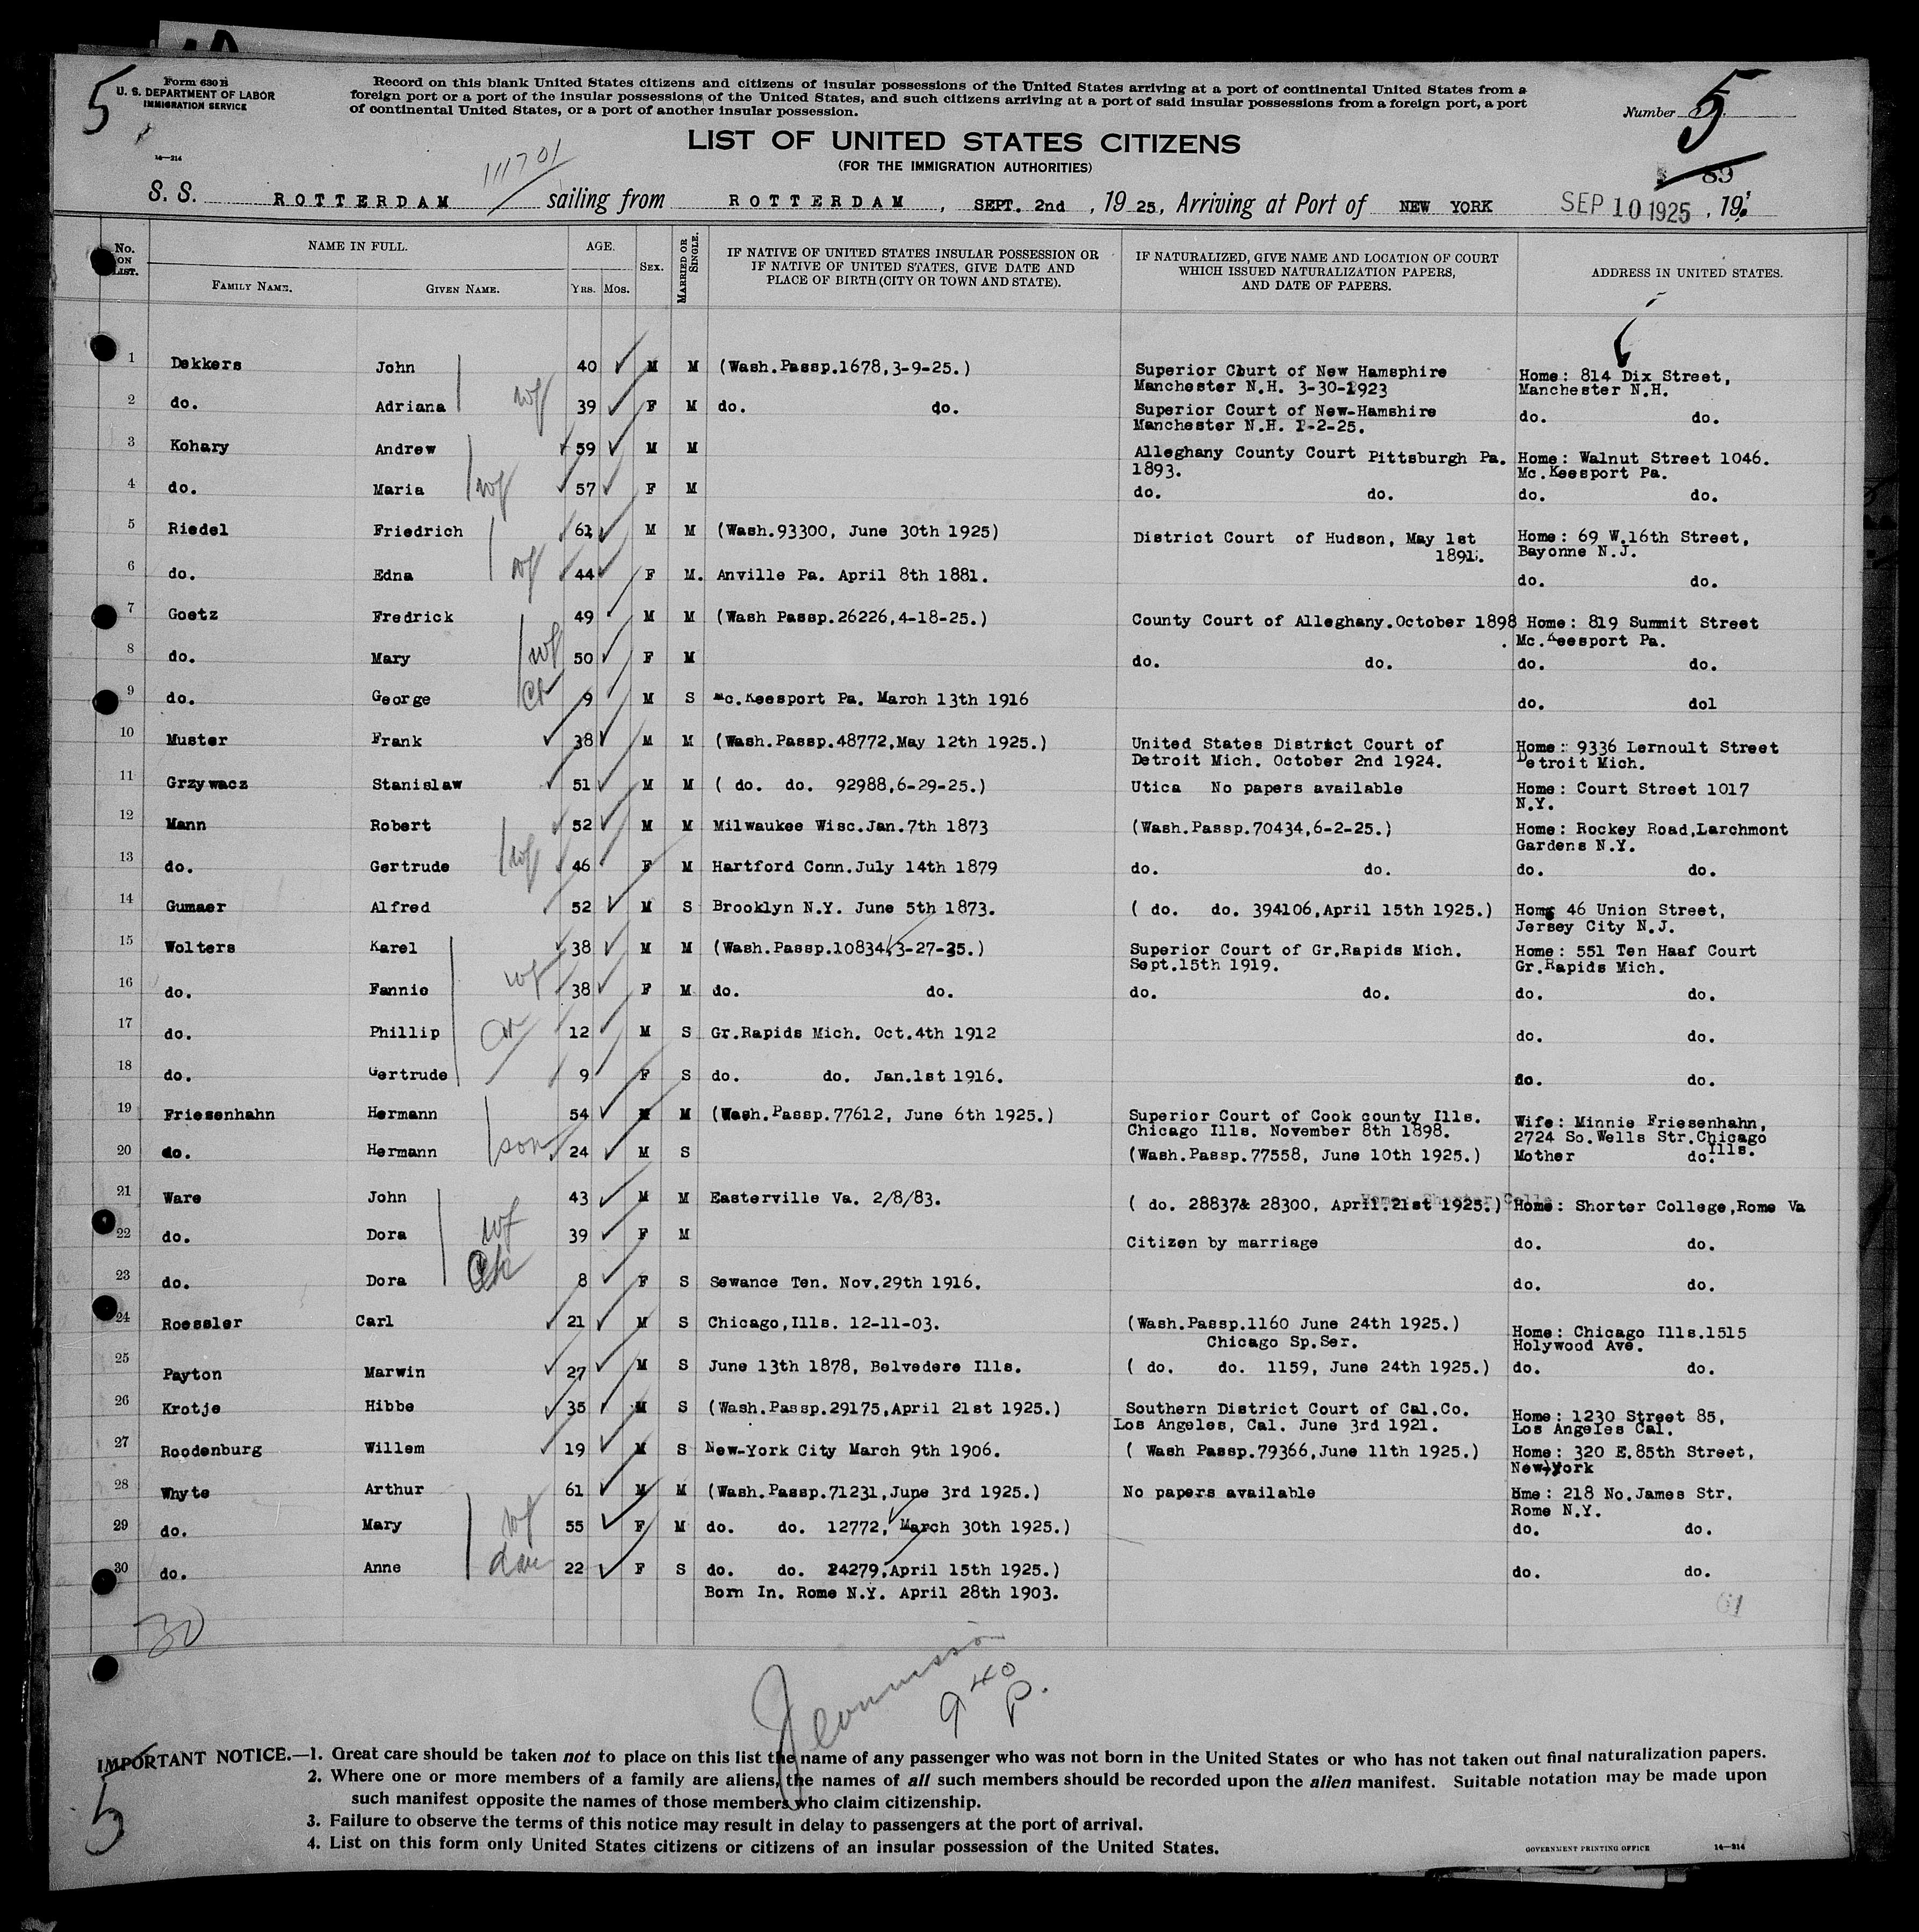 5
Form 630 B
U. S. DEPARTMENT OF LABOR
IMMIGRATION SERVICE
14—214
Record on this blank United States citizens and citizens of insular possessions of the United States arriving at a port of continental United States from a
foreign port or a port of the insular possessions of the United States, and such citizens arriving at a port of said insular possessions from a foreign port, a port
of continental United States, or a port of another insular possession.
Number 5
LIST OF UNITED STATES CITIZENS
(FOR THE IMMIGRATION AUTHORITIES)
89
111701
S. S. ROTTERDAM sailing from ROTTERDAM, SEPT. 2nd, 19 25, Arriving at Port of NEW YORK SEP 10 1925, 19
No. ON LIST. NAME IN FULL. FAMILY NAME. GIVEN NAME. AGE. YRS. MOS. SEX. MARRIED OR SINGLE. IF NATIVE OF UNITED STATES INSULAR POSSESSION OR IF NATIVE OF UNITED STATES, GIVE DATE AND PLACE OF BIRTH (CITY OR TOWN AND STATE). IF NATURALIZED, GIVE NAME AND LOCATION OF COURT WHICH ISSUED NATURALIZATION PAPERS, AND DATE OF PAPERS. ADDRESS IN UNITED STATES.
1 Dekkers John 40 M M (Wash.Passp.1678,3-9-25.) Superior Court of New Hamsphire Home: 814 Dix Street,
Manchester N.H. 3-30-1923 Manchester N.H.
2 do. Adriana wf 39 F M do. do. Superior Court of New-Hamshire do. do.
Manchester N.H. 1-2-25.
3 Kohary Andrew 59 M M Alleghany County Court Pittsburgh Pa. Home: Walnut Street 1046.
1893. Mc.Keesport Pa.
4 do. Maria wf 57 F M do. do. do. do.
5 Riedel Friedrich 61 M M (Wash.93300, June 30th 1925) District Court of Hudson, May 1st Home: 69 W.16th Street,
1891. Bayonne N.J.
6 do. Edna wf 44 F M. Anville Pa. April 8th 1881. do. do.
7 Goetz Fredrick 49 M M (Wash Passp.26226,4-18-25.) County Court of Alleghany.October 1898 Home: 819 Summit Street
. Mc.Keesport Pa.
8 do. Mary wf 50 F M do. do. do. do.
9 do. George ch 9 M S Mc.Keesport Pa. March 13th 1916 do. dol
10 Muster Frank 38 M M (Wash.Passp.48772,May 12th 1925.) United States District Court of Home: 9336 Lernoult Street
Detroit Mich. October 2nd 1924. Detroit Mich.
11 Grzywacz Stanislaw 51 M M ( do. do. 92988,6-29-25.) Utica No papers available Home: Court Street 1017
N.Y.
12 Mann Robert 52 M M Milwaukee Wisc.Jan.7th 1873 (Wash.Passp.70434,6-2-25.) Home: Rockey Road,Larchmont
Gardens N.Y.
13 do. Gertrude wf 46 F M Hartford Conn.July 14th 1879 do. do. do. do.
14 Gumaer Alfred 52 M S Brooklyn N.Y. June 5th 1873. ( do. do. 394106,April 15th 1925.) Home 46 Union Street,
Jersey City N.J.
15 Wolters Karel 38 M M (Wash.Passp.10834,3-27-25.) Superior Court of Gr.Rapids Mich. Home: 551 Ten Haaf Court
Sept.15th 1919. Gr.Rapids Mich.
16 do. Fannie wf 38 F M do. do. do. do. do. do.
17 do. Phillip ch 12 M S Gr.Rapids Mich. Oct.4th 1912 do. do.
18 do. Gertrude 9 F S do. do. Jan.1st 1916. do. do.
19 Friesenhahn Hermann 54 M M (Wash.Passp.77612, June 6th 1925.) Superior Court of Cook county Ills. Wife: Minnie Friesenhahn,
Chicago Ills. November 8th 1898. 2724 So.Wells Str.Chicago
20 do. Hermann son 24 M S (Wash.Passp.77558, June 10th 1925.) Mother do. Ills.
21 Ware John 43 M M Easterville Va. 2/8/83. ( do. 28837& 28300, April.21st 1925.) Home: Shorter College,Rome Va
22 do. Dora wf 39 F M Citizen by marriage do. do.
23 do. Dora ch 8 F S Sewance Ten. Nov.29th 1916. do. do.
24 Roessler Carl 21 M S Chicago,Ills. 12-11-03. (Wash.Passp.1160 June 24th 1925.) Home: Chicago Ills.1515
Chicago Sp.Ser. Holywood Ave.
25 Payton Marwin 27 M S June 13th 1878, Belvedere Ills. ( do. do. 1159, June 24th 1925.) do. do.
26 Krotje Hibbe 35 M S (Wash.Passp.29175,April 21st 1925.) Southern District Court of Cal.Co. Home: 1230 Street 85,
Los Angeles, Cal. June 3rd 1921. Los Angeles Cal.
27 Roodenburg Willem 19 M S New-York City March 9th 1906. ( Wash Passp.79366,June 11th 1925.) Home: 320 E.85th Street,
New-York
28 Whyte Arthur 61 M M (Wash.Passp.71231,June 3rd 1925.) No papers available Hme: 218 No.James Str.
Rome N.Y.
29 do. Mary wf 55 F M do. do. 12772, March 30th 1925.) do. do.
30 do. Anne dau 22 F S do. do. 24279,April 15th 1925.) do. do.
Born In. Rome N.Y. April 28th 1903.
30
9 40 P.
IMPORTANT NOTICE.—1. Great care should be taken not to place on this list the name of any passenger who was not born in the United States or who has not taken out final naturalization papers.
2. Where one or more members of a family are aliens, the names of all such members should be recorded upon the alien manifest. Suitable notation may be made upon
such manifest opposite the names of those members who claim citizenship.
3. Failure to observe the terms of this notice may result in delay to passengers at the port of arrival.
4. List on this form only United States citizens or citizens of an insular possession of the United States.
5
GOVERNMENT PRINTING OFFICE 14—214